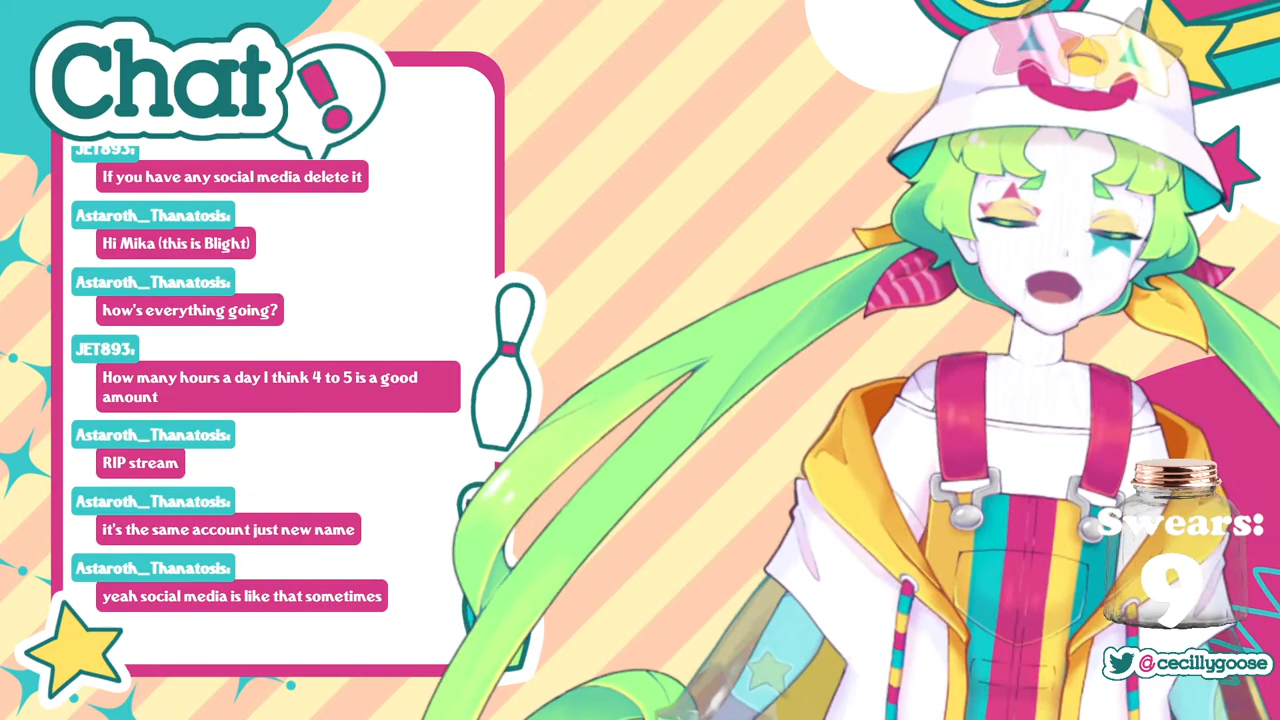 Chat
JET893:
If you have any social media delete it
Astaroth_Thanatosis:
Hi Mika (this is Blight)
Astaroth_Thanatosis:
how's everything going?
JET893:
How many hours a day I think 4 to 5 is a good
amount
Astaroth_Thanatosis:
RIP stream
Astaroth_Thanatosis:
it's the same account just new name
Astaroth_Thanatosis:
yeah social media is like that sometimes
Swears:
9
@cecillygoose